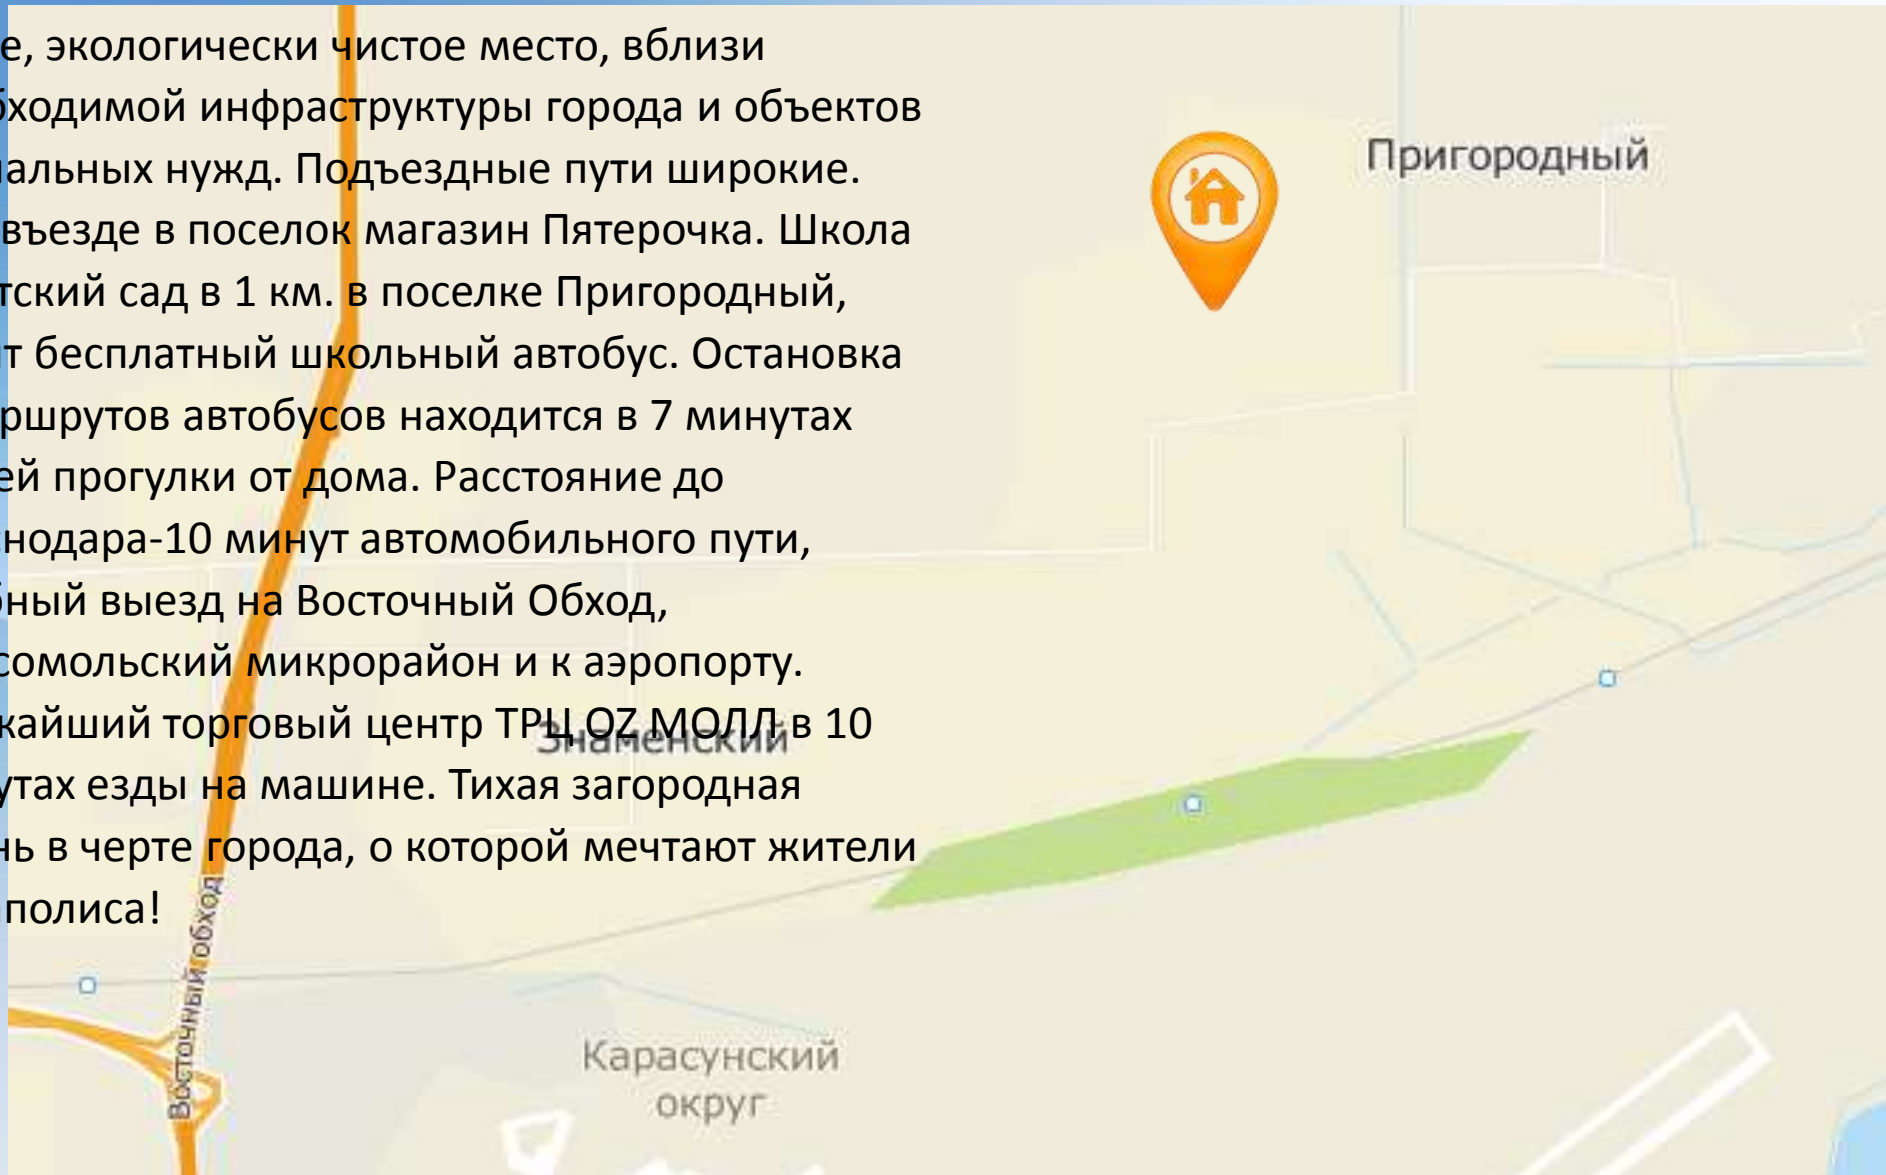 е, экологически чистое место, вблизи
бходимой инфраструктуры города и объектов
альных нужд. Подъездные пути широкие.
въезде в поселок магазин Пятерочка. Школа
тский сад в 1 км. в поселке Пригородный,
т бесплатный школьный автобус. Остановка
ршрутов автобусов находится в 7 минутах
ей прогулки от дома. Расстояние до
нодара-10 минут автомобильного пути,
бный выезд на Восточный Обход,
сомольский микрорайон и к аэропорту.
жайший торговый центр ТРЦ OZ МОЛЛ в 10
утах езды на машине. Тихая загородная
нь в черте города, о которой мечтают жители
полиса!
Пригородный
Знаменский
Восточный обход
Карасунский
округ